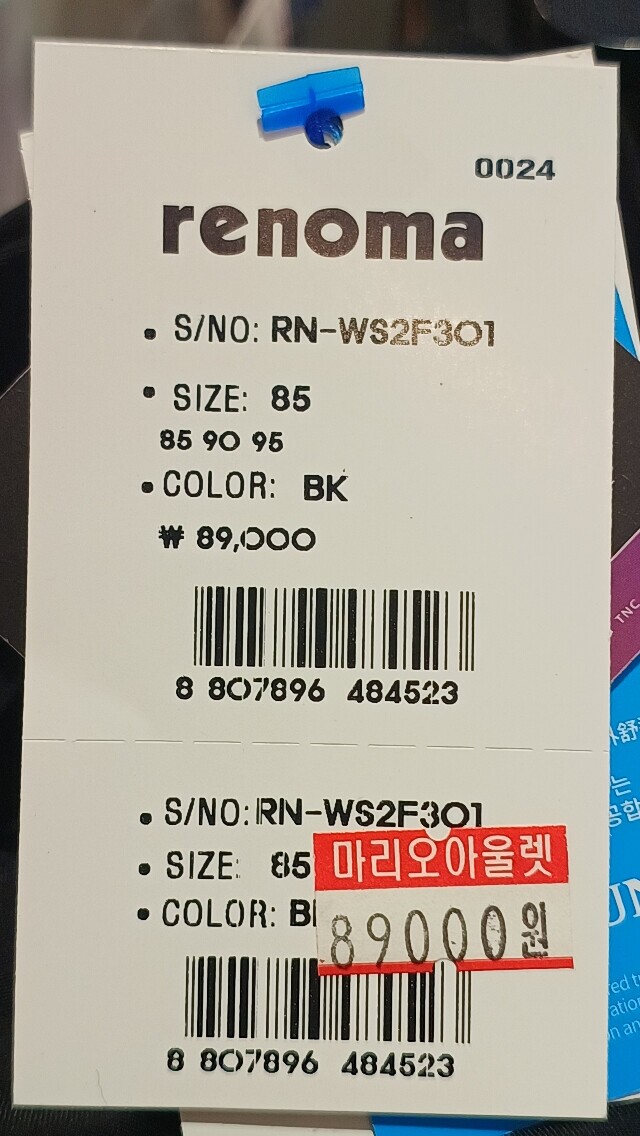 0024
renoma
• S/NO: RN-WS2F301
• SIZE: 85
85 90 95
• COLOR: BK
₩ 89,000
8 807896 484523
TNC
는
• S/NO: RN-WS2F301
• SIZE: 85
마리오아울렛
• COLOR: B
89000원
8 807896 484523